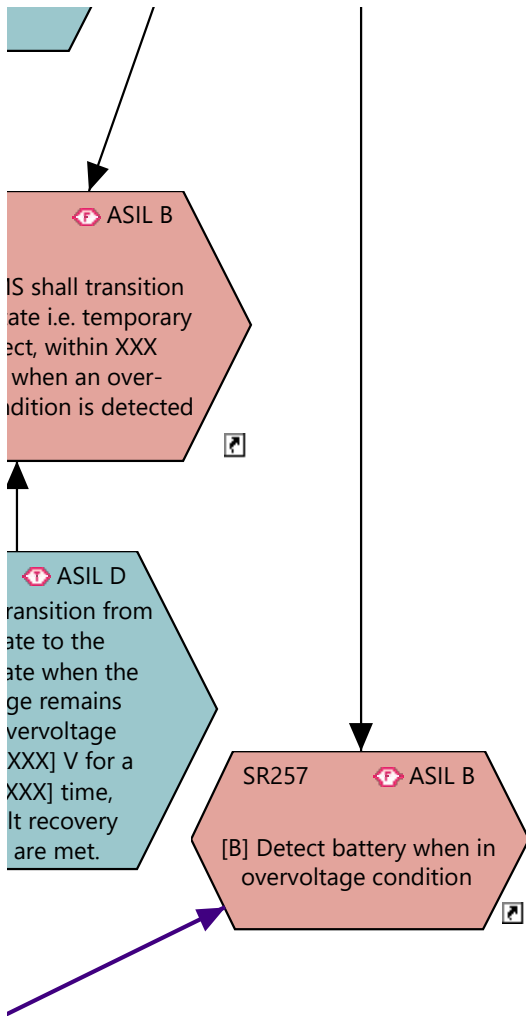 F ASIL B
MS shall transition
ate i.e. temporary
ect, within XXX
when an over-
ndition is detected
T ASIL D
ransition from
ate to the
ate when the
ge remains
vervoltage
XXX] V for a
XXX] time,
lt recovery
are met.
SR257 F ASIL B
[B] Detect battery when in
overvoltage condition